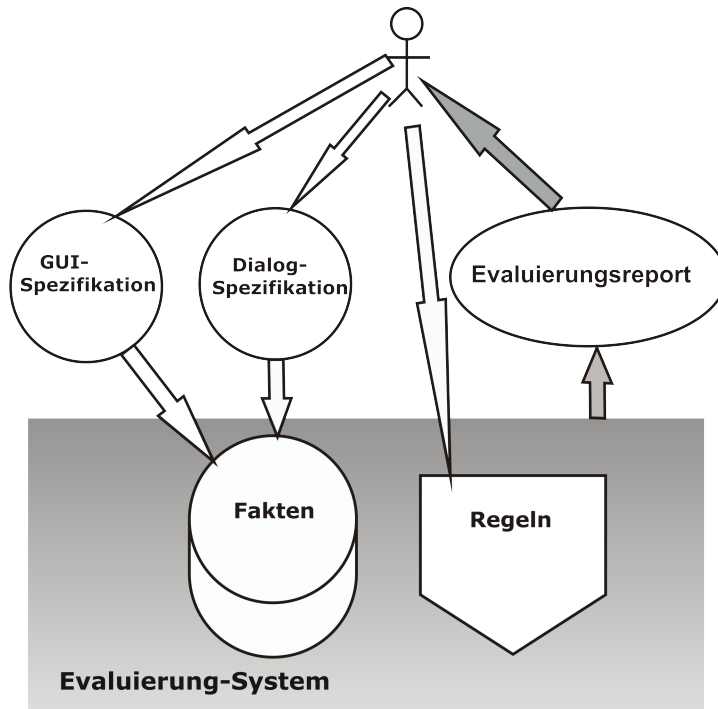 GUI-
Spezifikation
Dialog-
Spezifikation
Evaluierungsreport
Fakten
Regeln
Evaluierung-System